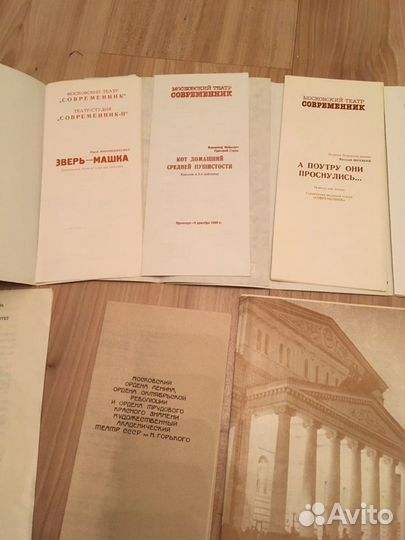 МОСКОВСКИЙ ТЕАТР
"СОВРЕМЕННИК"
ТЕАТР-СТУДИЯ
"СОВРЕМЕННИК-II"
ЗВЕРЬ—МАШКА
МОСКОВСКИЙ ТЕАТР
СОВРЕМЕННИК
КОТ ДОМАШНИЙ
СРЕДНЕЙ ПУШИСТОСТИ
МОСКОВСКИЙ ТЕАТР
СОВРЕМЕННИК
А ПОУТРУ ОНИ
ПРОСНУЛИСЬ...
МОСКОВСКИЙ
ОРДЕНА ЛЕНИНА,
ОРДЕНА ОКТЯБРЬСКОЙ
РЕВОЛЮЦИИ
И ОРДЕНА ТРУДОВОГО
КРАСНОГО ЗНАМЕНИ
ХУДОЖЕСТВЕННЫЙ
АКАДЕМИЧЕСКИЙ
ТЕАТР СССР им М. ГОРЬКОГО
Avito